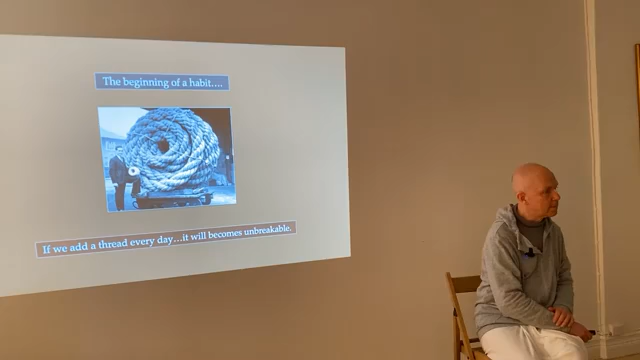 The beginning of a habit....
If we add a thread every day...it will becomes unbreakable.